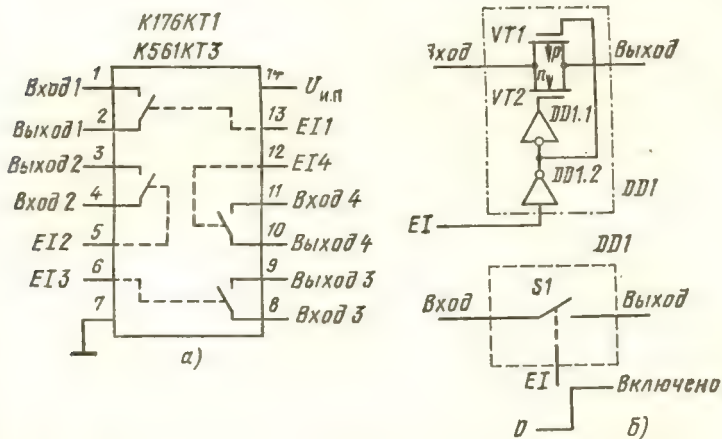 К176КТ1
К561КТ3
1
Вход 1
2
Выход 1
3
Выход 2
4
Вход 2
5
EI2
6
EI3
7
14
U и.п
13
EI1
12
EI4
11
Вход 4
10
Выход 4
9
Выход 3
8
Вход 3
а)
VT1
Вход
Выход
p
n
VT2
DD1.1
DD1.2
DD1
EI
DD1
S1
Вход
Выход
EI
Включено
0
б)